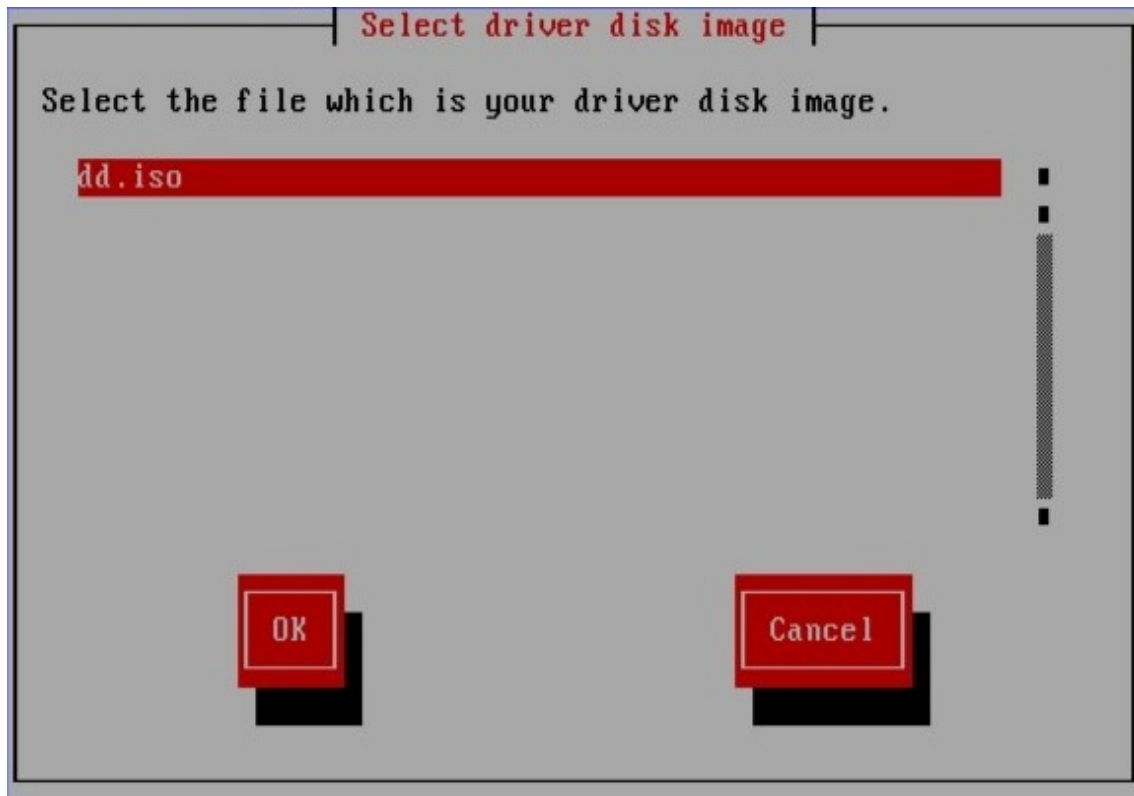 Select driver disk image
Select the file which is your driver disk image.
dd.iso
OK
Cancel